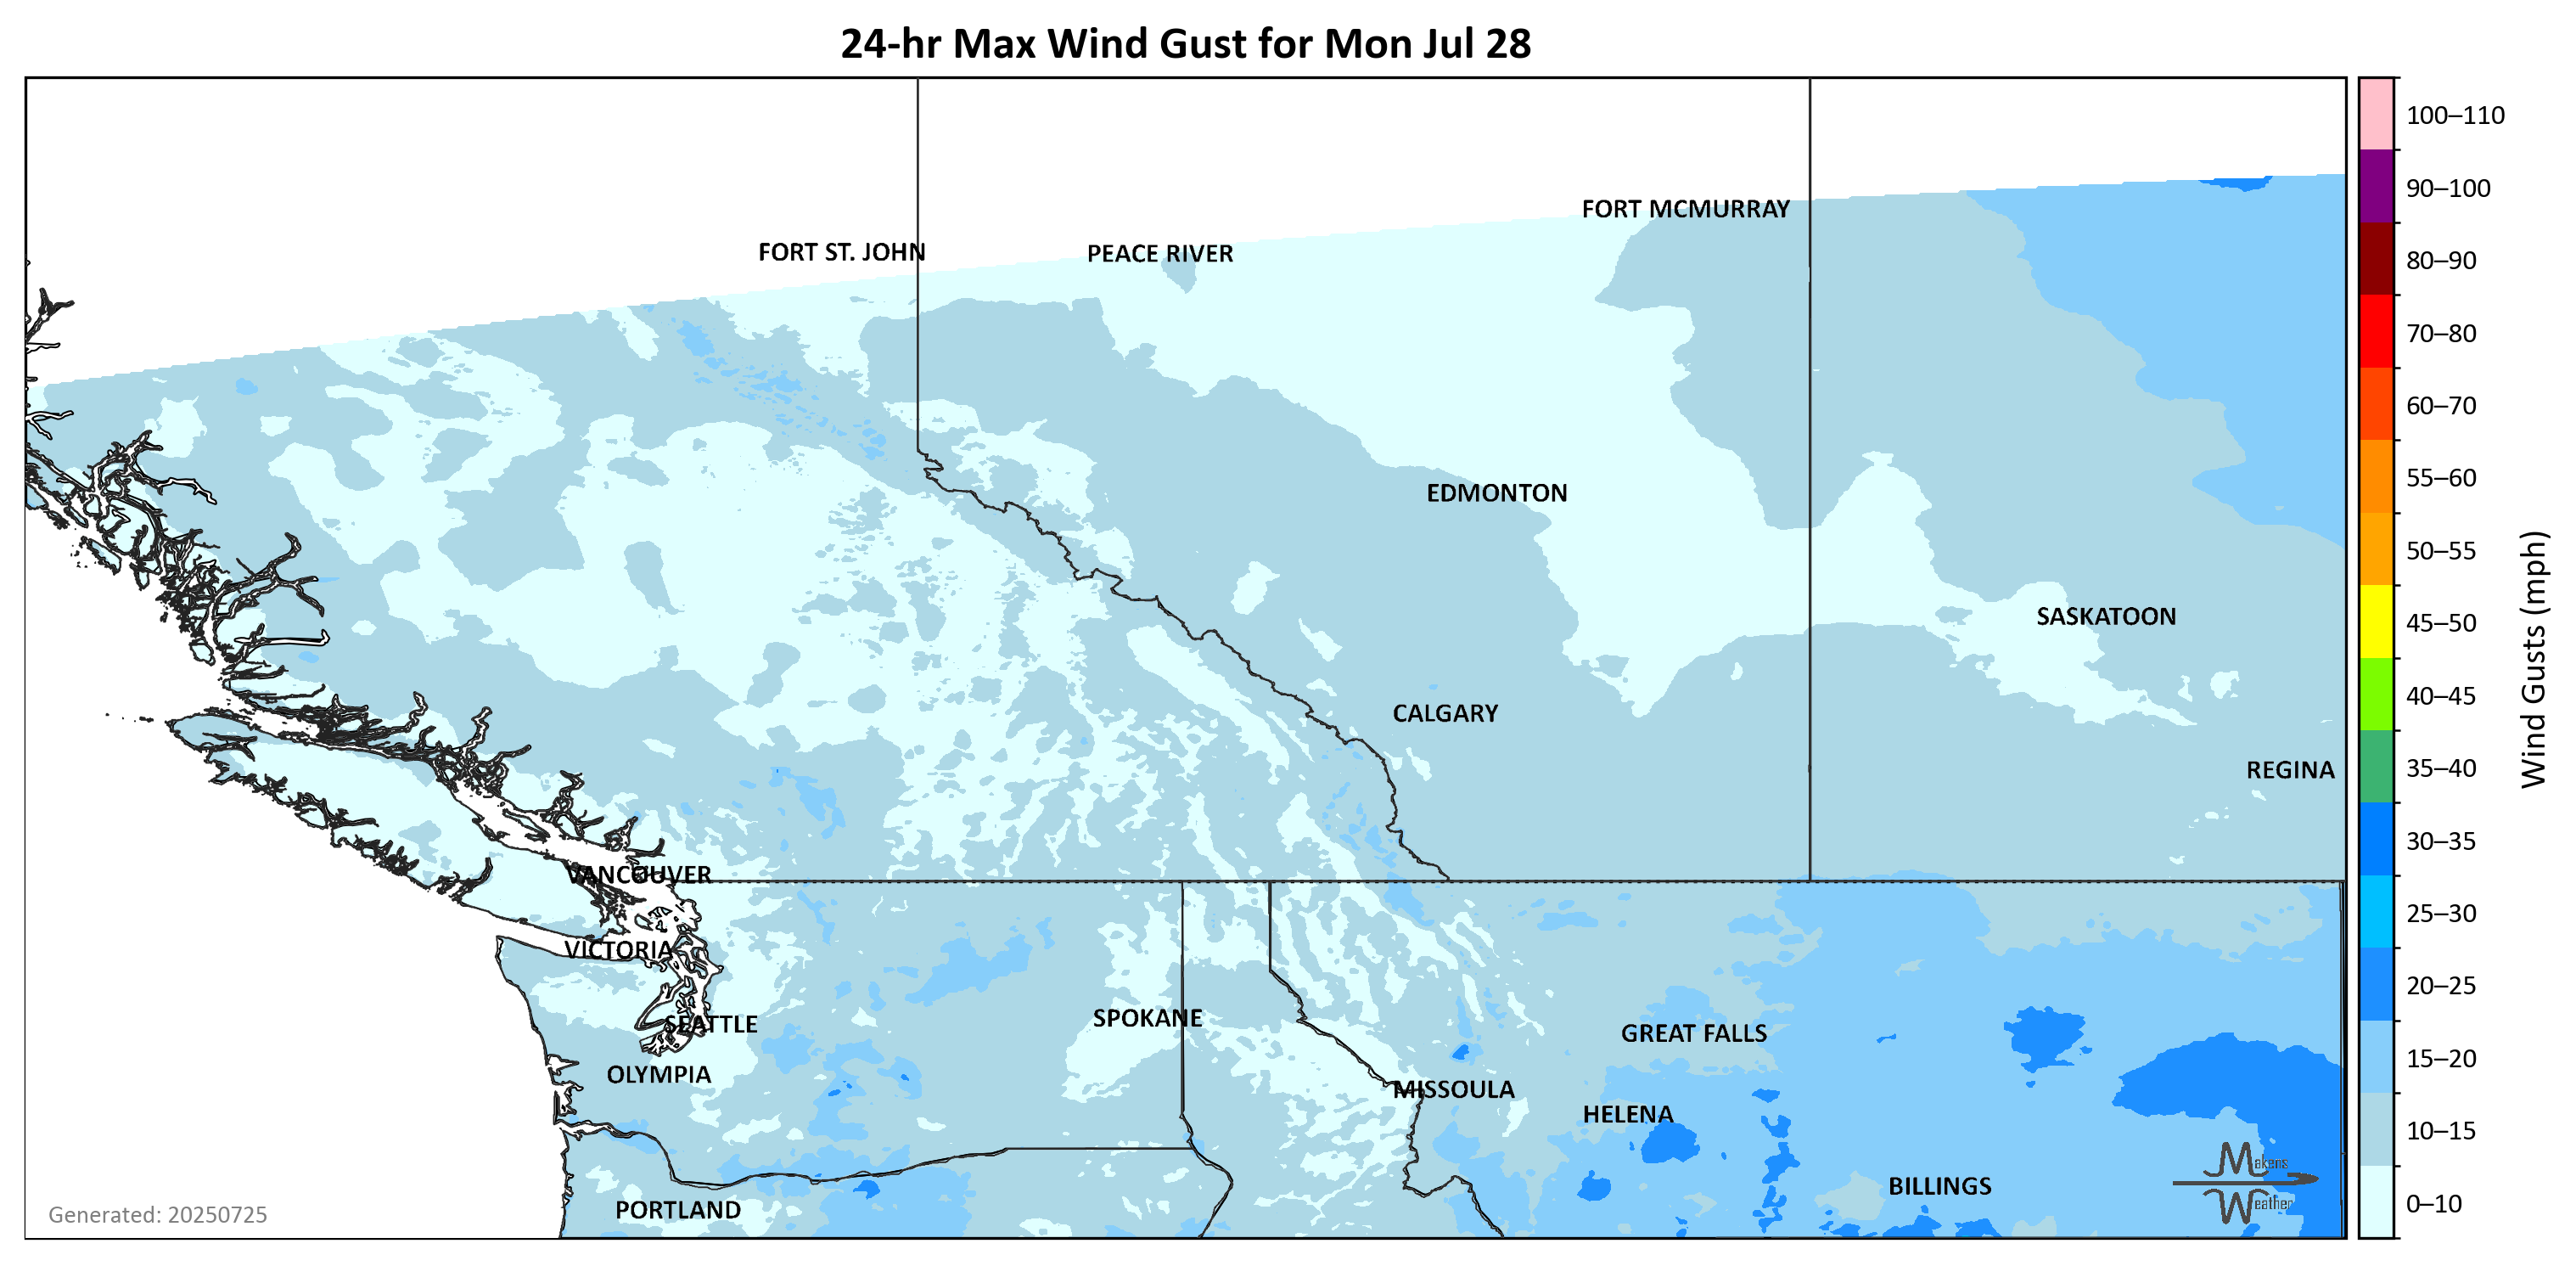 24-hr Max Wind Gust for Mon Jul 28
100–110
90–100
80–90
70–80
60–70
55–60
50–55
45–50
40–45
35–40
30–35
25–30
20–25
15–20
10–15
0–10
Wind Gusts (mph)
FORT MCMURRAY
FORT ST. JOHN
PEACE RIVER
EDMONTON
SASKATOON
CALGARY
REGINA
VANCOUVER
VICTORIA
SEATTLE
SPOKANE
GREAT FALLS
OLYMPIA
MISSOULA
HELENA
BILLINGS
PORTLAND
Makens
Weather
Generated: 20250725